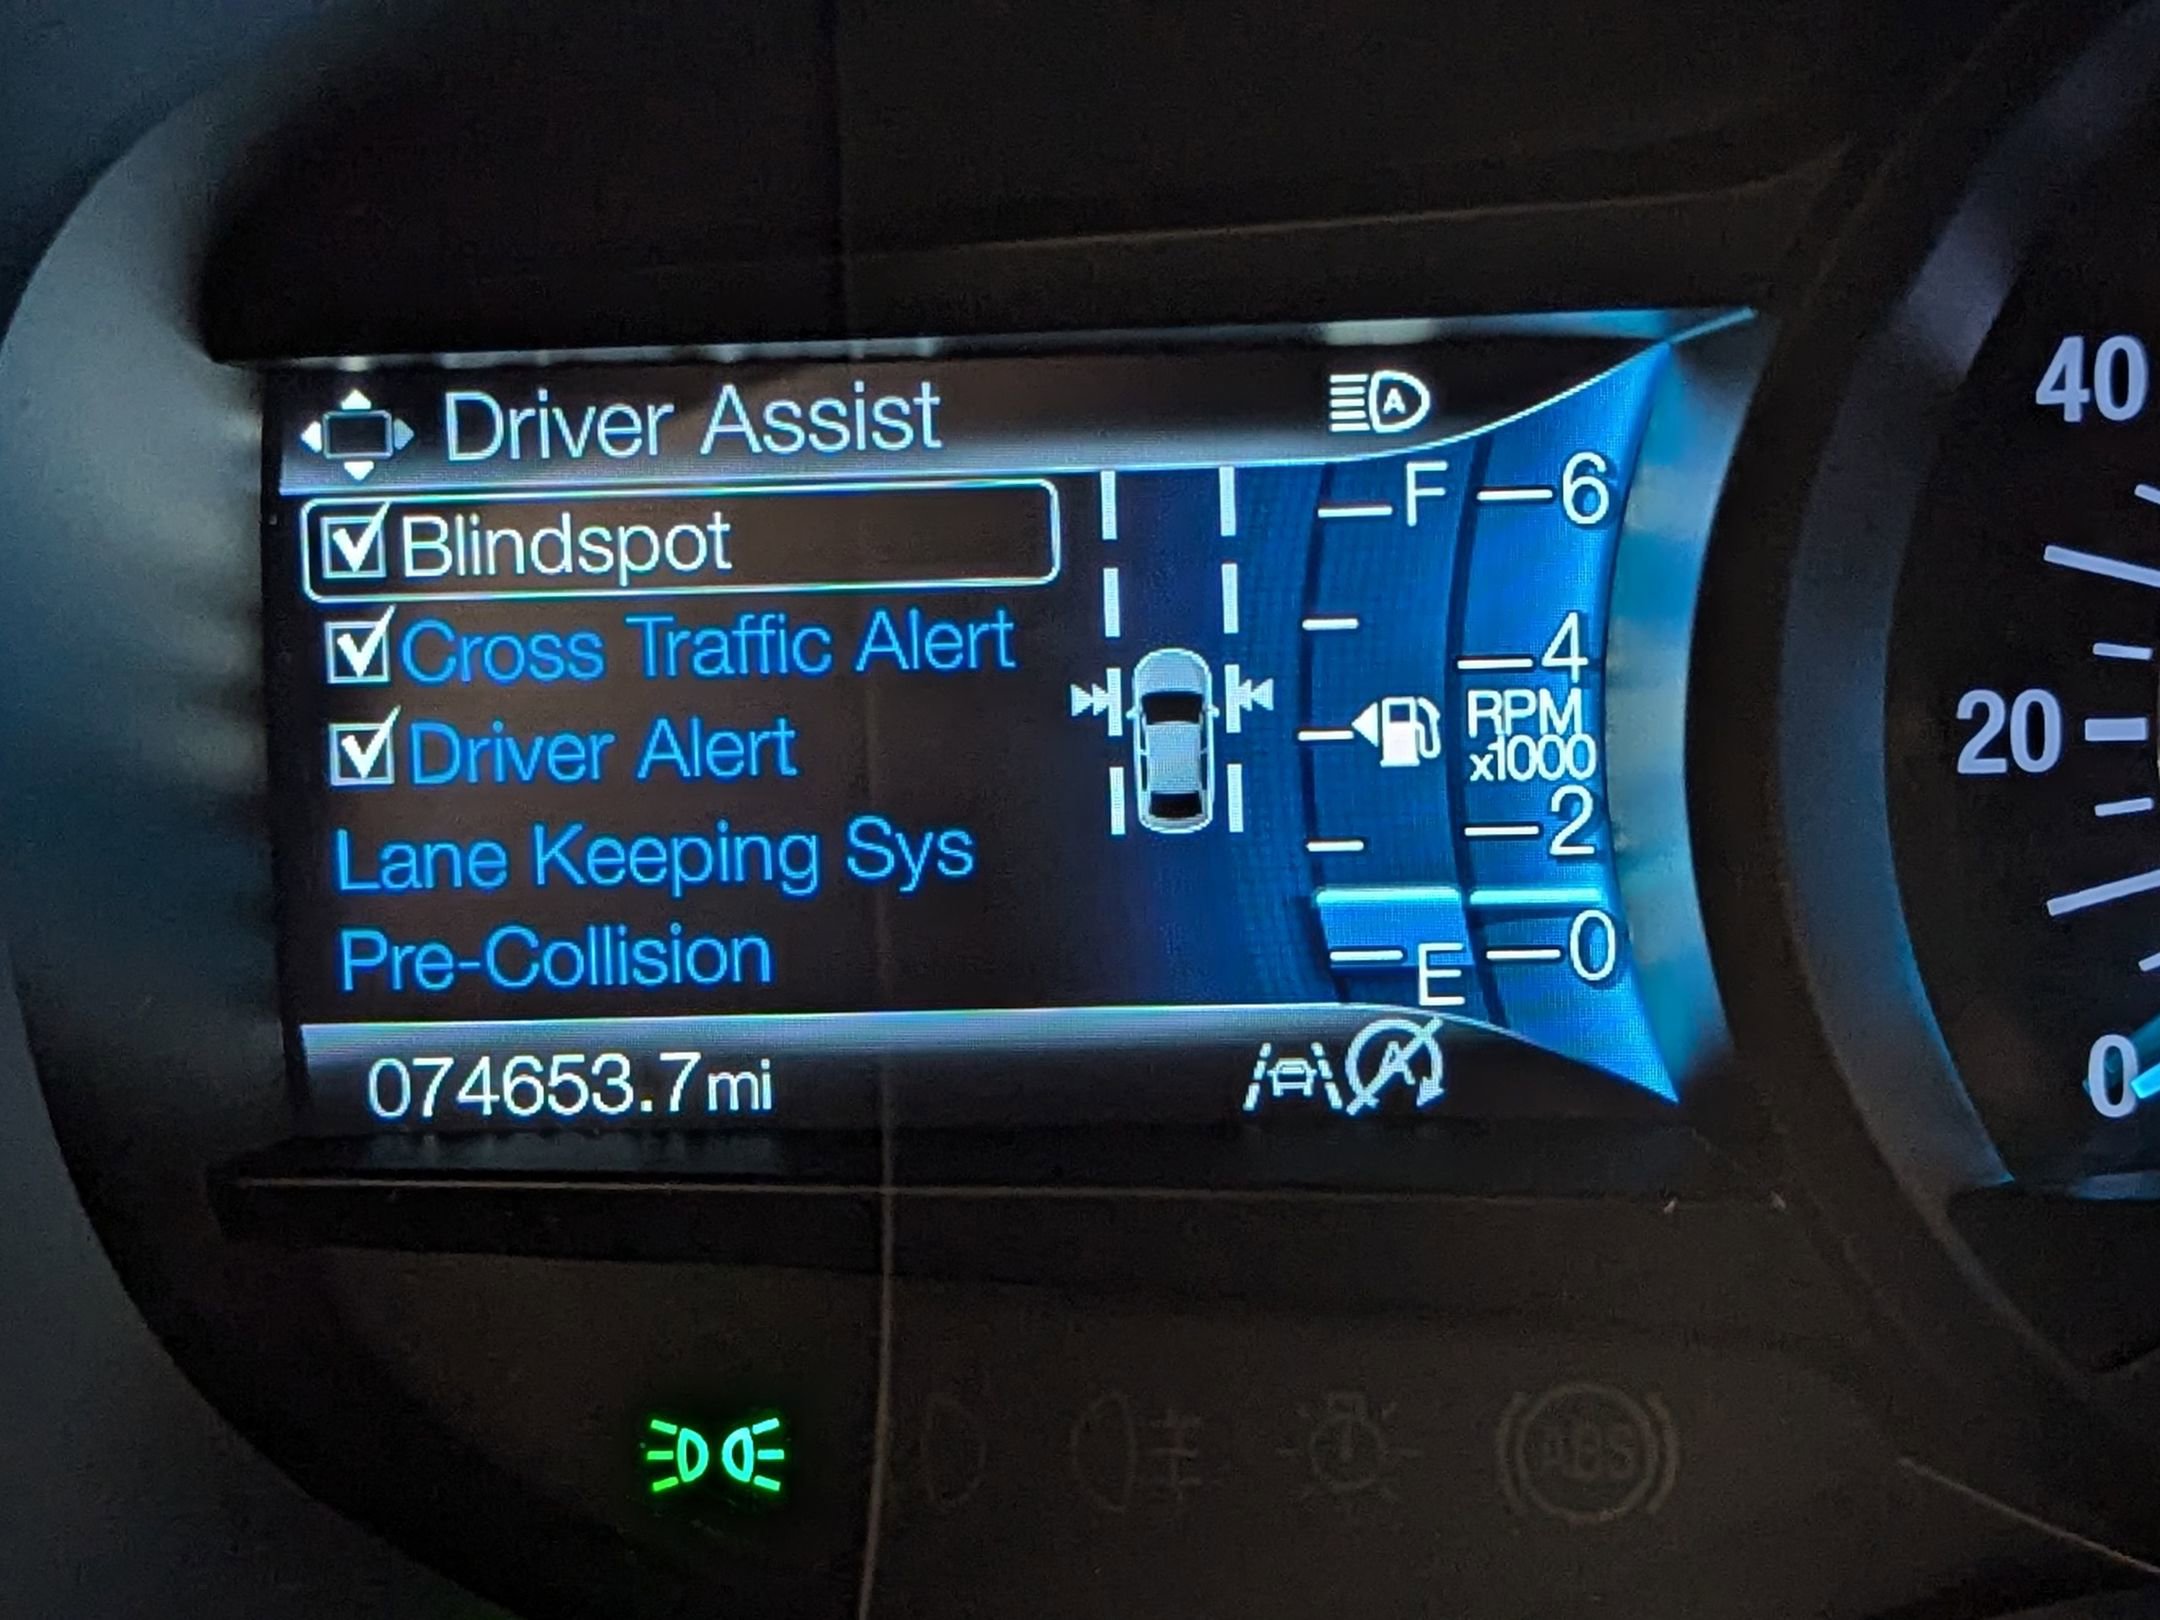 Driver Assist
A
Blindspot
Cross Traffic Alert
Driver Alert
Lane Keeping Sys
Pre-Collision
F
E
6
4
RPM
x1000
2
0
074653.7mi
A
40
20
0
ABS